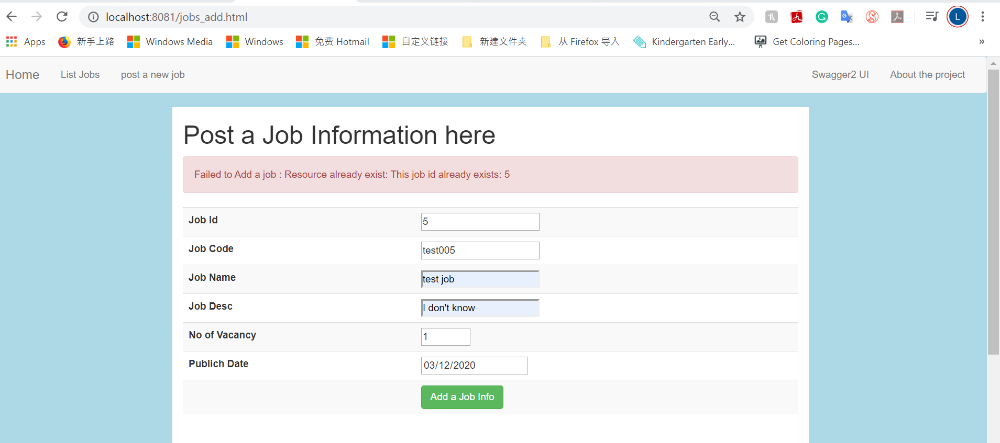 localhost:8081/jobs_add.html
L
Apps 新手上路 Windows Media Windows 免费 Hotmail 自定义链接 新建文件夹 从 Firefox 导入 Kindergarten Early... Get Coloring Pages... »
Home List Jobs post a new job Swagger2 UI About the project
Post a Job Information here
Failed to Add a job : Resource already exist: This job id already exists: 5
Job Id 5
Job Code test005
Job Name test job
Job Desc I don't know
No of Vacancy 1
Publich Date 03/12/2020
Add a Job Info